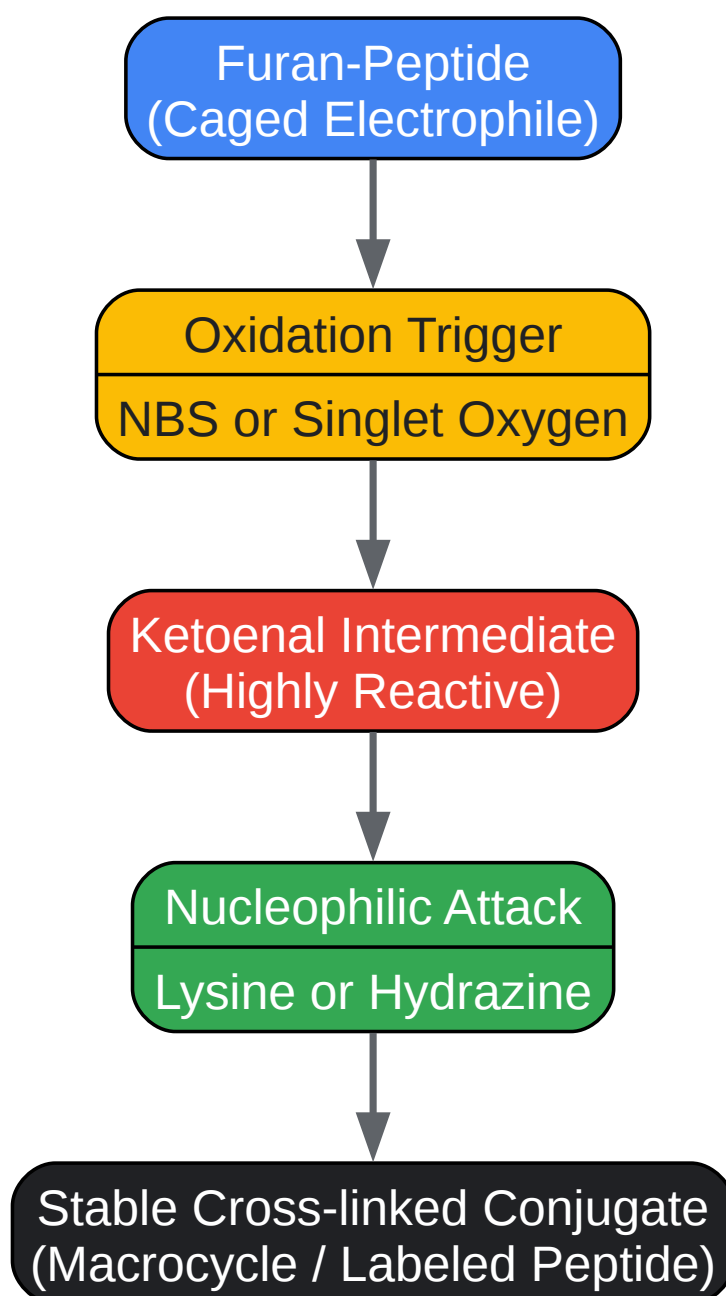 Furan-Peptide
(Caged Electrophile)
Oxidation Trigger
NBS or Singlet Oxygen
Ketoenal Intermediate
(Highly Reactive)
Nucleophilic Attack
Lysine or Hydrazine
Stable Cross-linked Conjugate
(Macrocycle / Labeled Peptide)